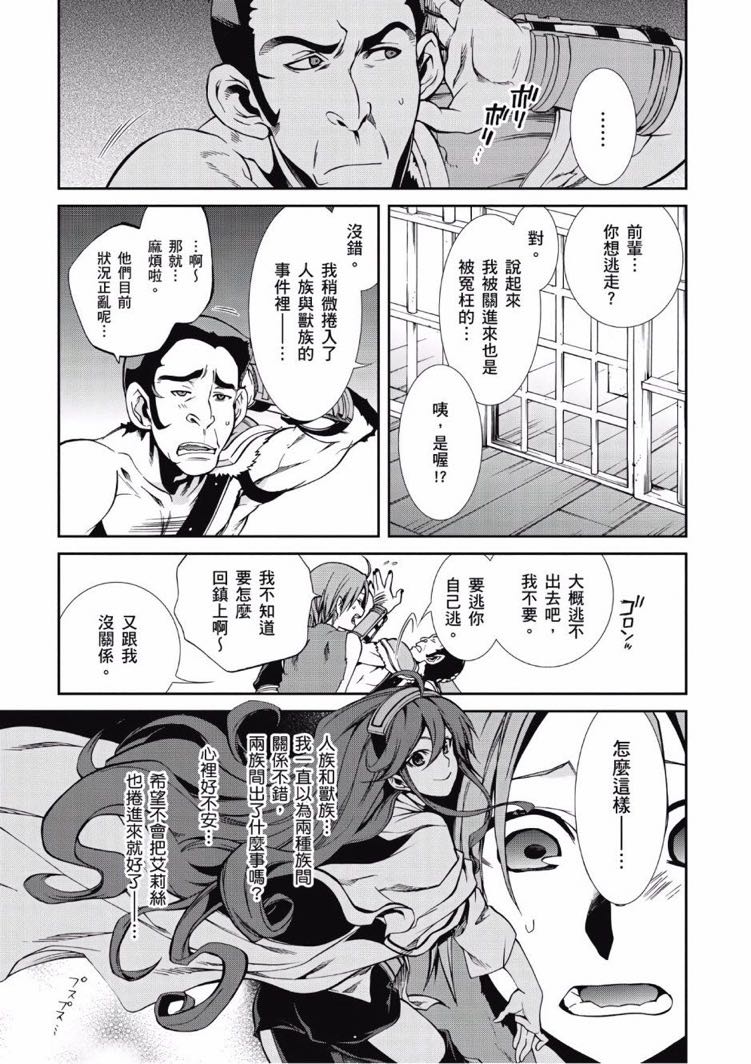 ……
ポリ
ポリ
前輩…
你想逃走？
對。
說起來
我被關進來也是
被冤枉的…
咦，是喔!?
沒錯。
我稍微捲入了
人族與獸族的
事件裡——…
…啊～
那就…
麻煩啦。
他們目前
狀況正亂呢…
ゴロン
大概逃不
出去吧，
我不要。
要逃你
自己逃。
我不知道
要怎麼
回鎮上啊～
又跟我
沒關係。
怎麼這樣
——…
人族和獸族…
我一直以為兩種族間
關係不錯，
兩族間出了什麼事嗎？
心裡好不安…
希望不會把艾莉絲
也捲進來就好了——…
プスプス…